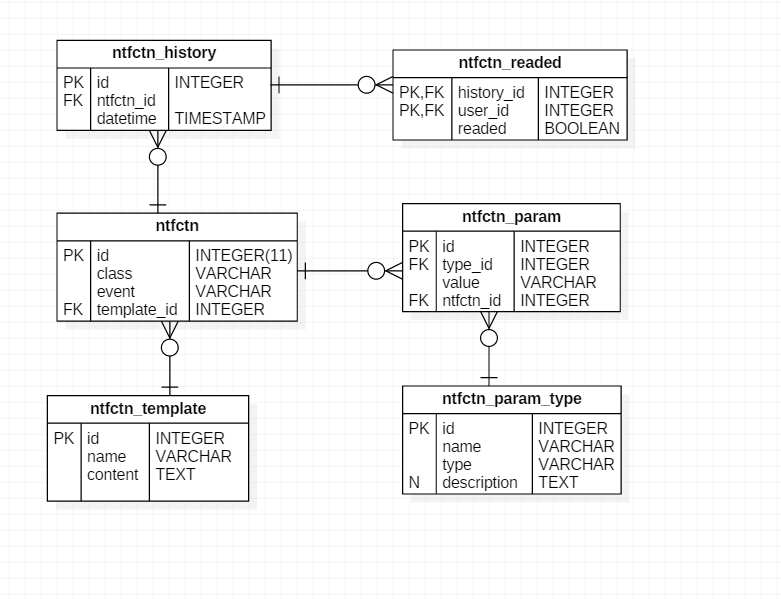 ntfctn_history
PK id INTEGER
FK ntfctn_id
datetime TIMESTAMP
ntfctn_readed
PK,FK history_id INTEGER
PK,FK user_id INTEGER
readed BOOLEAN
ntfctn
PK id INTEGER(11)
class VARCHAR
event VARCHAR
FK template_id INTEGER
ntfctn_param
PK id INTEGER
FK type_id INTEGER
value VARCHAR
FK ntfctn_id INTEGER
ntfctn_template
PK id INTEGER
name VARCHAR
content TEXT
ntfctn_param_type
PK id INTEGER
name VARCHAR
type VARCHAR
N description TEXT